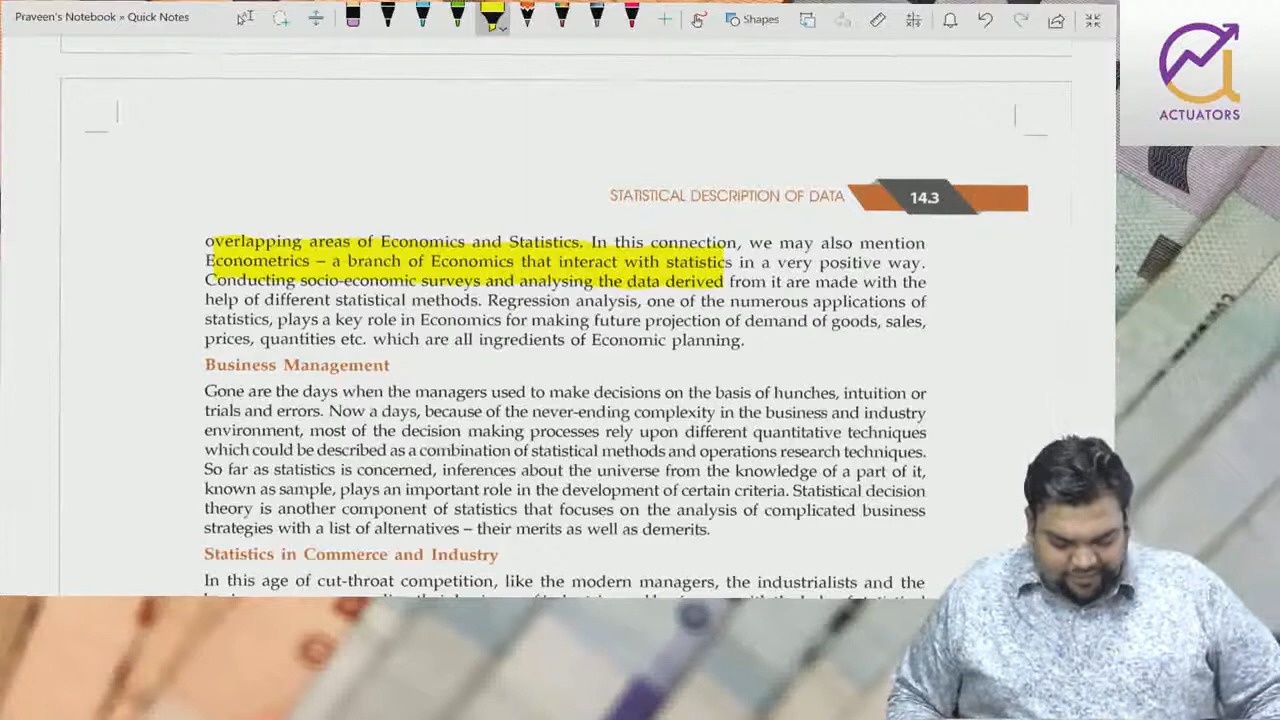 Praveen's Notebook » Quick Notes
Shapes
ACTUATORS
STATISTICAL DESCRIPTION OF DATA
14.3
overlapping areas of Economics and Statistics. In this connection, we may also mention
Econometrics – a branch of Economics that interact with statistics in a very positive way.
Conducting socio-economic surveys and analysing the data derived from it are made with the
help of different statistical methods. Regression analysis, one of the numerous applications of
statistics, plays a key role in Economics for making future projection of demand of goods, sales,
prices, quantities etc. which are all ingredients of Economic planning.
Business Management
Gone are the days when the managers used to make decisions on the basis of hunches, intuition or
trials and errors. Now a days, because of the never-ending complexity in the business and industry
environment, most of the decision making processes rely upon different quantitative techniques
which could be described as a combination of statistical methods and operations research techniques.
So far as statistics is concerned, inferences about the universe from the knowledge of a part of it,
known as sample, plays an important role in the development of certain criteria. Statistical decision
theory is another component of statistics that focuses on the analysis of complicated business
strategies with a list of alternatives – their merits as well as demerits.
Statistics in Commerce and Industry
In this age of cut-throat competition, like the modern managers, the industrialists and the